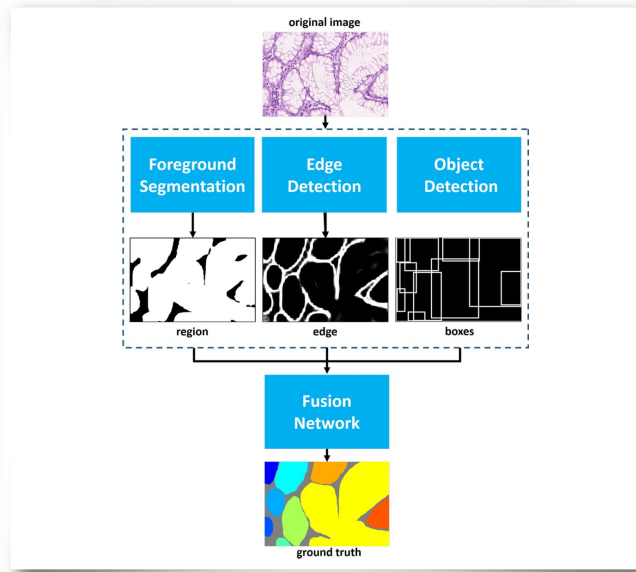 original image
Foreground
Segmentation
Edge
Detection
Object
Detection
region
edge
boxes
Fusion
Network
ground truth